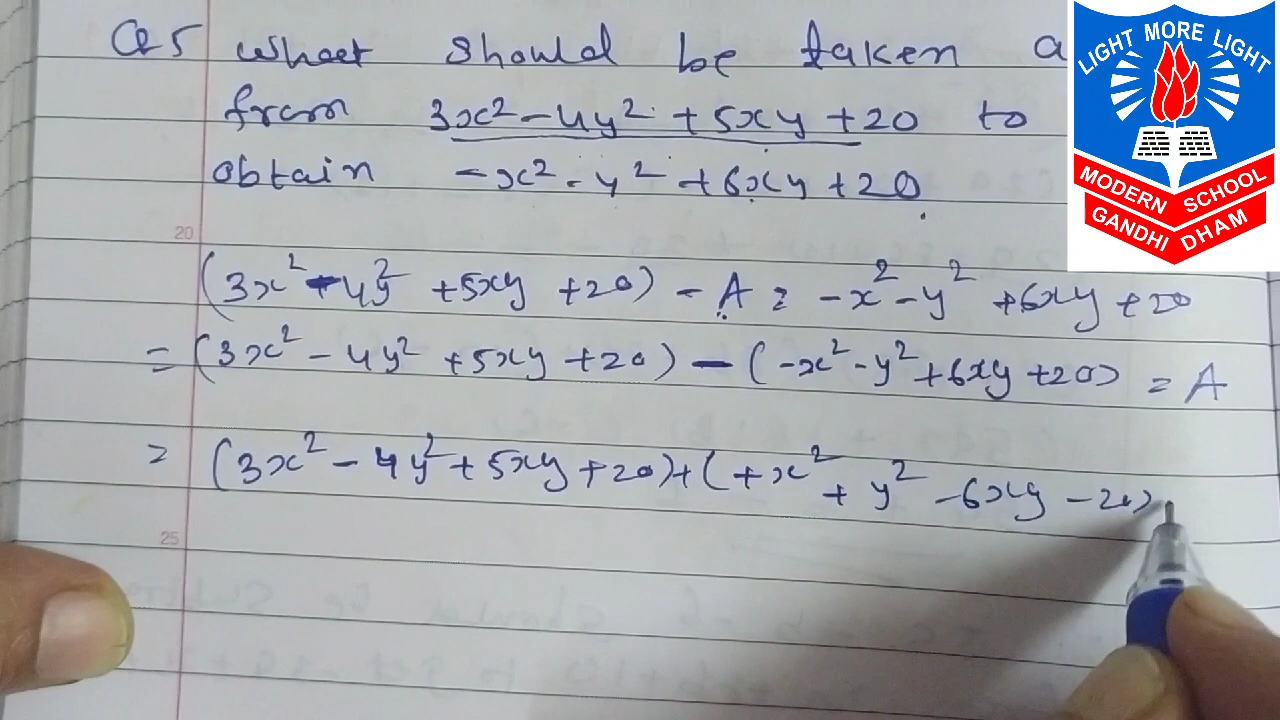 Q5 What should be taken a
from 3x² - 4y² + 5xy + 20 to
obtain -x² - y² + 6xy + 20
20
(3x² - 4y² + 5xy + 20) - A = -x² - y² + 6xy + 20
= (3x² - 4y² + 5xy + 20) - (-x² - y² + 6xy + 20) = A
= (3x² - 4y² + 5xy + 20) + (+x² + y² - 6xy - 20)
25
LIGHT MORE LIGHT
MODERN SCHOOL
GANDHI DHAM